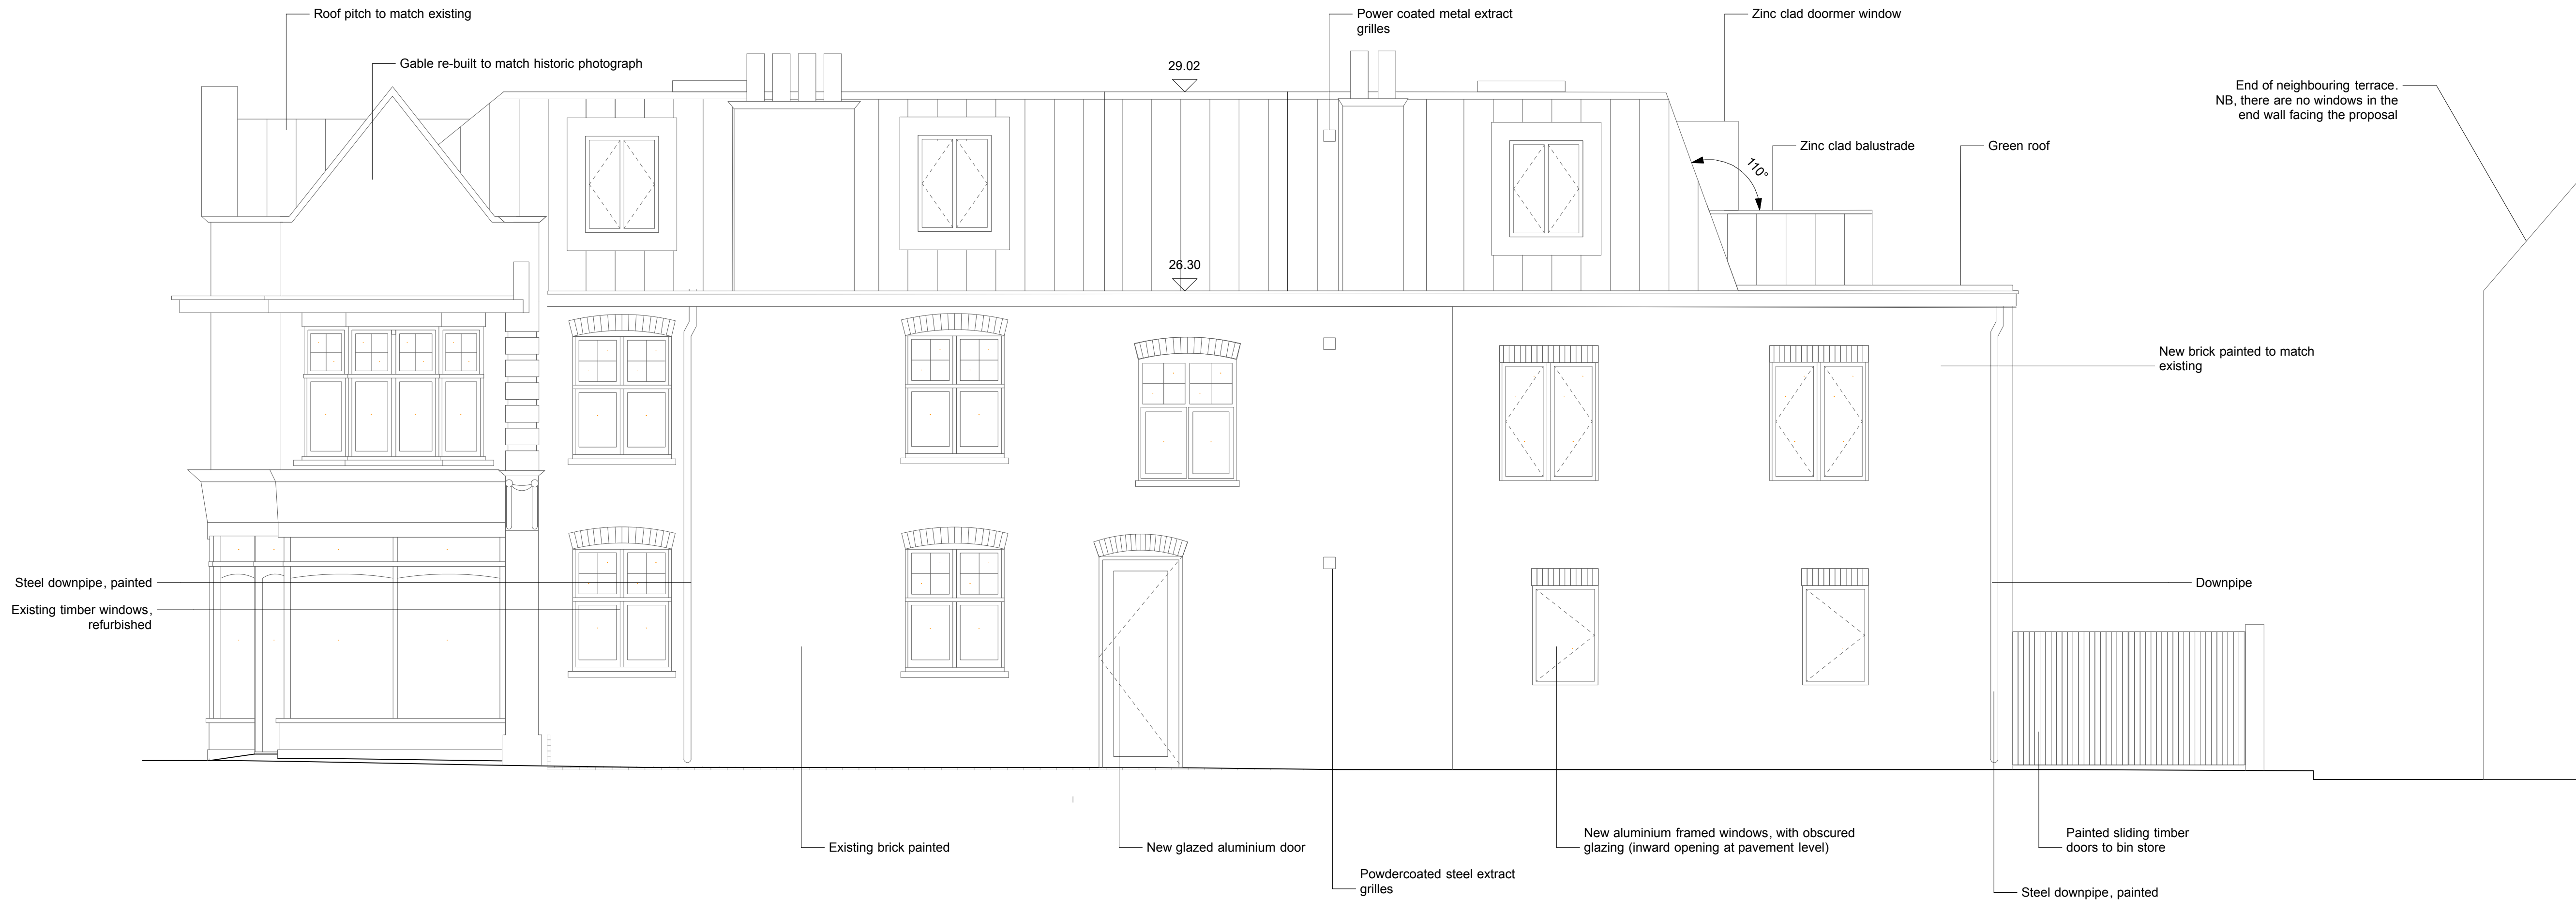 Roof pitch to match existing
Power coated metal extract
grilles
Zinc clad doormer window
Gable re-built to match historic photograph
29.02
End of neighbouring terrace.
NB, there are no windows in the
end wall facing the proposal
Zinc clad balustrade
Green roof
110°
26.30
New brick painted to match
existing
Steel downpipe, painted
Downpipe
Existing timber windows,
refurbished
Existing brick painted
New glazed aluminium door
New aluminium framed windows, with obscured
glazing (inward opening at pavement level)
Painted sliding timber
doors to bin store
Powdercoated steel extract
grilles
Steel downpipe, painted